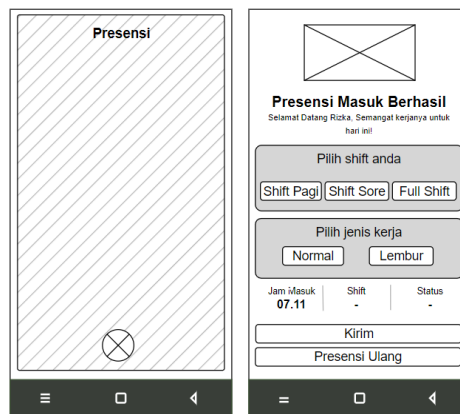 Presensi
Presensi Masuk Berhasil
Selamat Datang Rizka, Semangat kerjanya untuk
hari ini!
Pilih shift anda
Shift Pagi Shift Sore Full Shift
Pilih jenis kerja
Normal Lembur
Jam Masuk Shift Status
07.11 - -
Kirim
Presensi Ulang